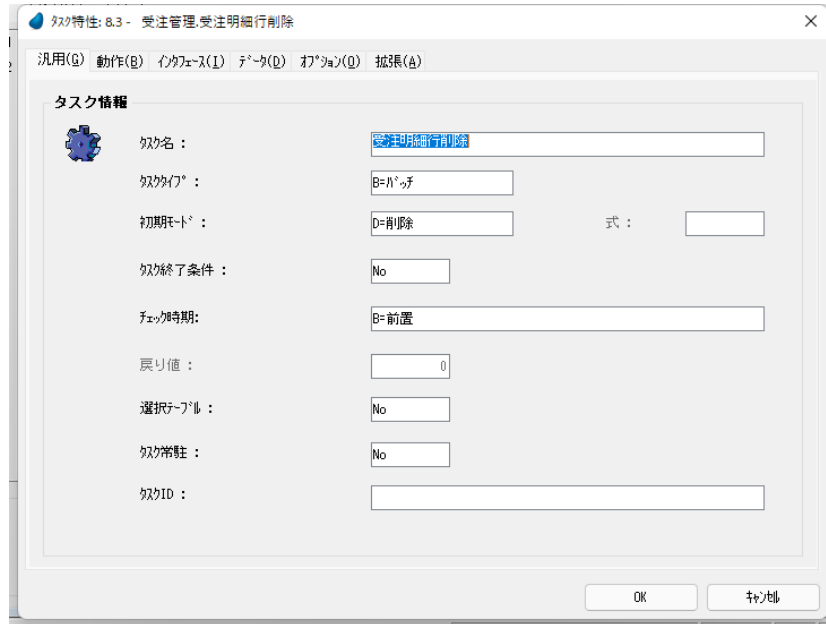 ﾀｽｸ特性: 8.3 -　受注管理.受注明細行削除
汎用(G) 動作(B) ｲﾝﾀﾌｪｰｽ(I) ﾃﾞｰﾀ(D) ｵﾌﾟｼｮﾝ(O) 拡張(A)
タスク情報
ﾀｽｸ名 : 受注明細行削除
ﾀｽｸﾀｲﾌﾟ : B=ﾊﾞｯﾁ
初期ﾓｰﾄﾞ : D=削除 式 :
ﾀｽｸ終了条件 : No
ﾁｪｯｸ時期: B=前置
戻り値 : 0
選択ﾃｰﾌﾞﾙ : No
ﾀｽｸ常駐 : No
ﾀｽｸID :
OK ｷｬﾝｾﾙ